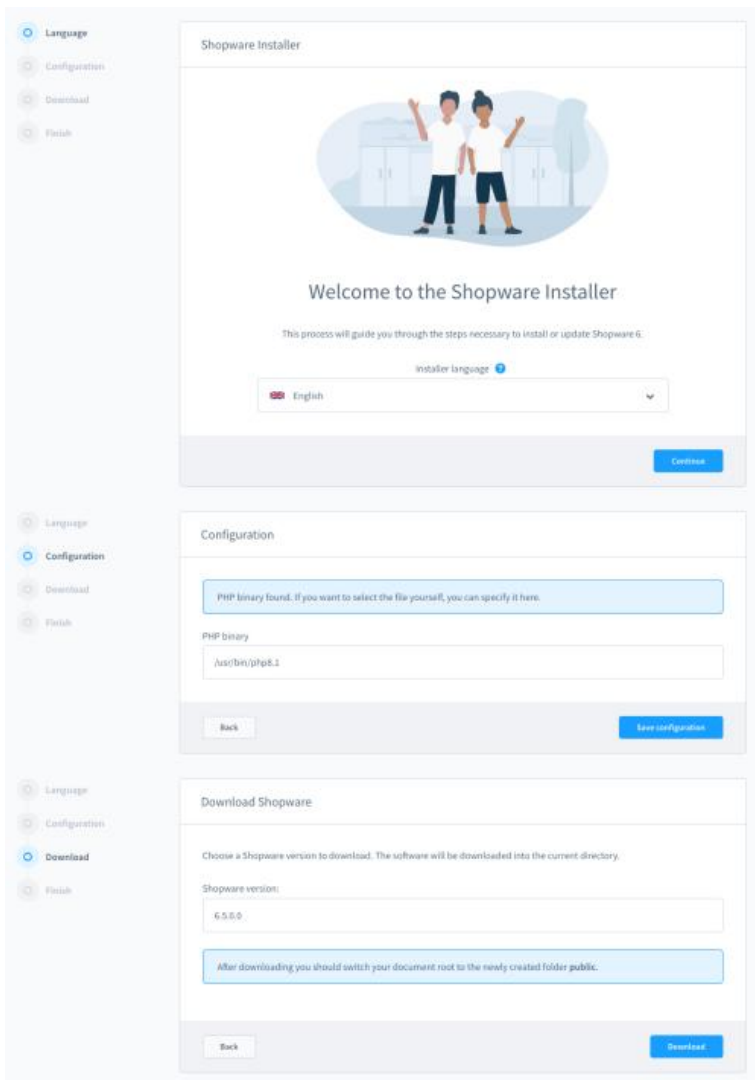 Language
Configuration
Download
Finish
Shopware Installer
Welcome to the Shopware Installer
This process will guide you through the steps necessary to install or update Shopware 6.
Installer language ?
English
Continue
Language
Configuration
Download
Finish
Configuration
PHP binary found. If you want to select the file yourself, you can specify it here.
PHP binary
/usr/bin/php8.1
Back
Save configuration
Language
Configuration
Download
Finish
Download Shopware
Choose a Shopware version to download. The software will be downloaded into the current directory.
Shopware version:
6.5.0.0
After downloading you should switch your document root to the newly created folder public.
Back
Download